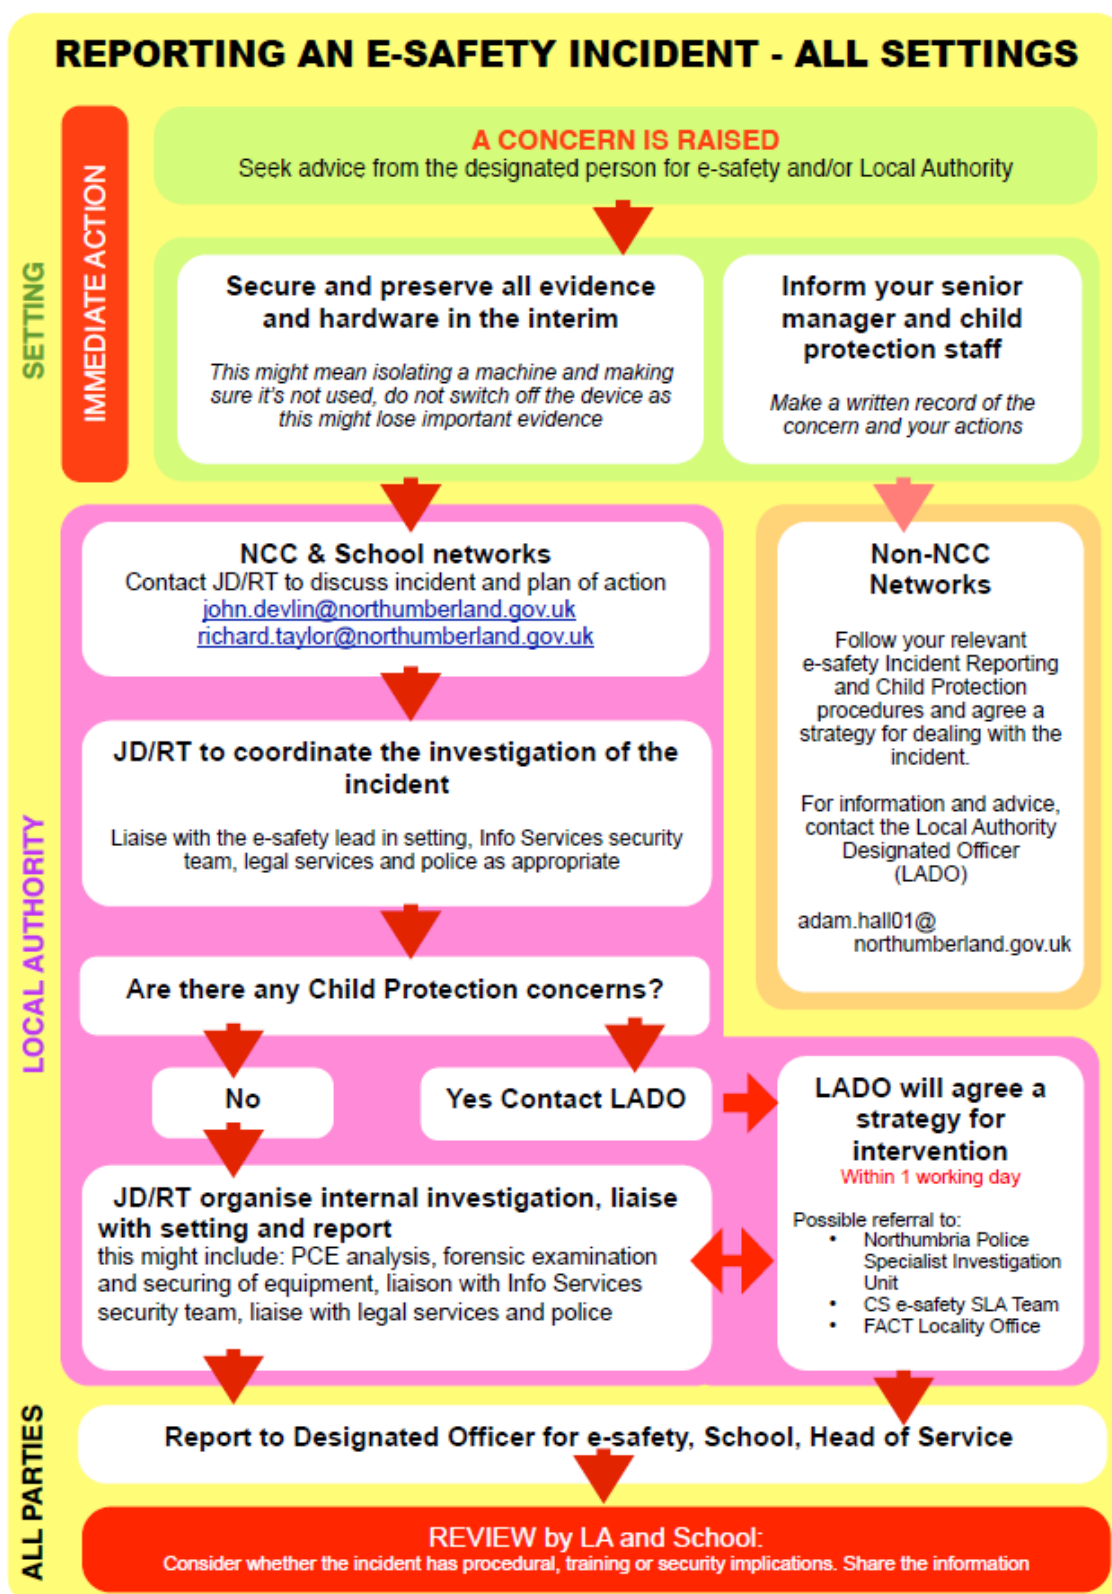 REPORTING AN E-SAFETY INCIDENT - ALL SETTINGS
SETTING
IMMEDIATE ACTION
A CONCERN IS RAISED
Seek advice from the designated person for e-safety and/or Local Authority
Secure and preserve all evidence
and hardware in the interim
This might mean isolating a machine and making
sure it's not used, do not switch off the device as
this might lose important evidence
Inform your senior
manager and child
protection staff
Make a written record of the
concern and your actions
LOCAL AUTHORITY
NCC & School networks
Contact JD/RT to discuss incident and plan of action
john.devlin@northumberland.gov.uk
richard.taylor@northumberland.gov.uk
Non-NCC
Networks
Follow your relevant
e-safety Incident Reporting
and Child Protection
procedures and agree a
strategy for dealing with the
incident.
For information and advice,
contact the Local Authority
Designated Officer
(LADO)
adam.hall01@
northumberland.gov.uk
JD/RT to coordinate the investigation of the
incident
Liaise with the e-safety lead in setting, Info Services security
team, legal services and police as appropriate
Are there any Child Protection concerns?
No
Yes Contact LADO
LADO will agree a
strategy for
intervention
Within 1 working day
Possible referral to:
• Northumbria Police
Specialist Investigation
Unit
• CS e-safety SLA Team
• FACT Locality Office
JD/RT organise internal investigation, liaise
with setting and report
this might include: PCE analysis, forensic examination
and securing of equipment, liaison with Info Services
security team, liaise with legal services and police
ALL PARTIES
Report to Designated Officer for e-safety, School, Head of Service
REVIEW by LA and School:
Consider whether the incident has procedural, training or security implications. Share the information